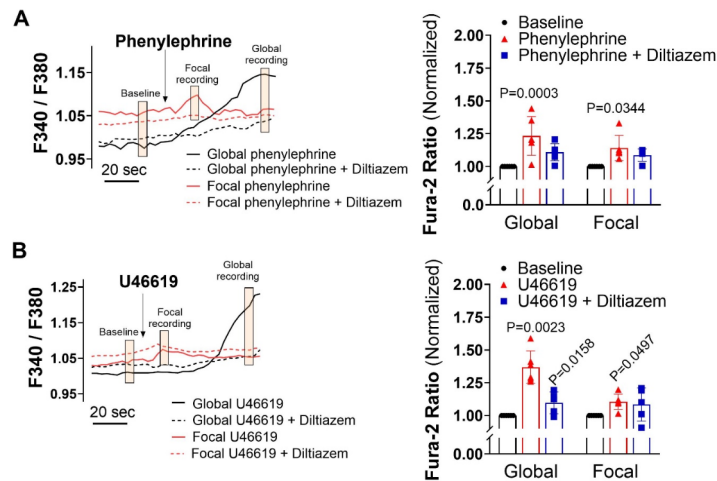 A
Phenylephrine
Global
recording
Focal
recording
Baseline
F340 / F380
1.15
1.05
0.95
20 sec
Global phenylephrine
Global phenylephrine + Diltiazem
Focal phenylephrine
Focal phenylephrine + Diltiazem
Baseline
Phenylephrine
Phenylephrine + Diltiazem
Fura-2 Ratio (Normalized)
2.00
1.75
1.50
1.25
1.00
0.0
P=0.0003
P=0.0344
Global
Focal
B
U46619
Global
recording
Focal
recording
Baseline
F340 / F380
1.25
1.15
1.05
0.95
20 sec
Global U46619
Global U46619 + Diltiazem
Focal U46619
Focal U46619 + Diltiazem
Baseline
U46619
U46619 + Diltiazem
Fura-2 Ratio (Normalized)
2.00
1.75
1.50
1.25
1.00
0.0
P=0.0023
P=0.0158
P=0.0497
Global
Focal